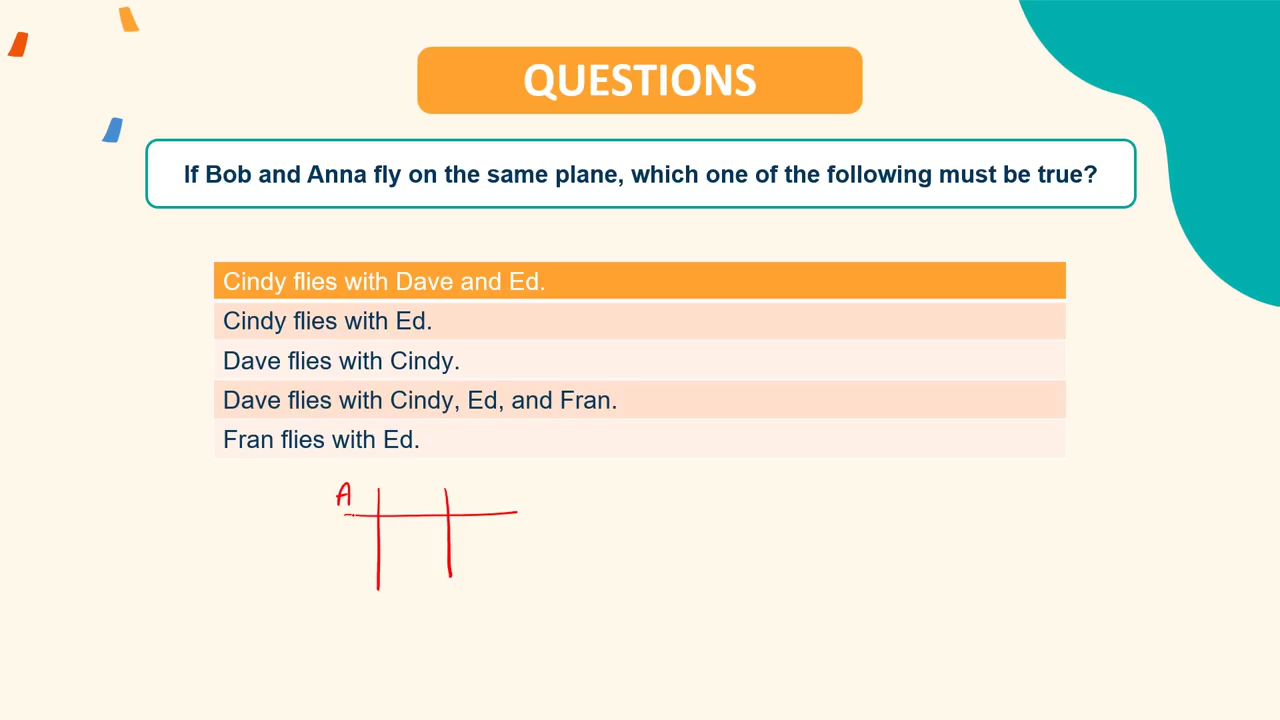 QUESTIONS
If Bob and Anna fly on the same plane, which one of the following must be true?
Cindy flies with Dave and Ed.
Cindy flies with Ed.
Dave flies with Cindy.
Dave flies with Cindy, Ed, and Fran.
Fran flies with Ed.
A